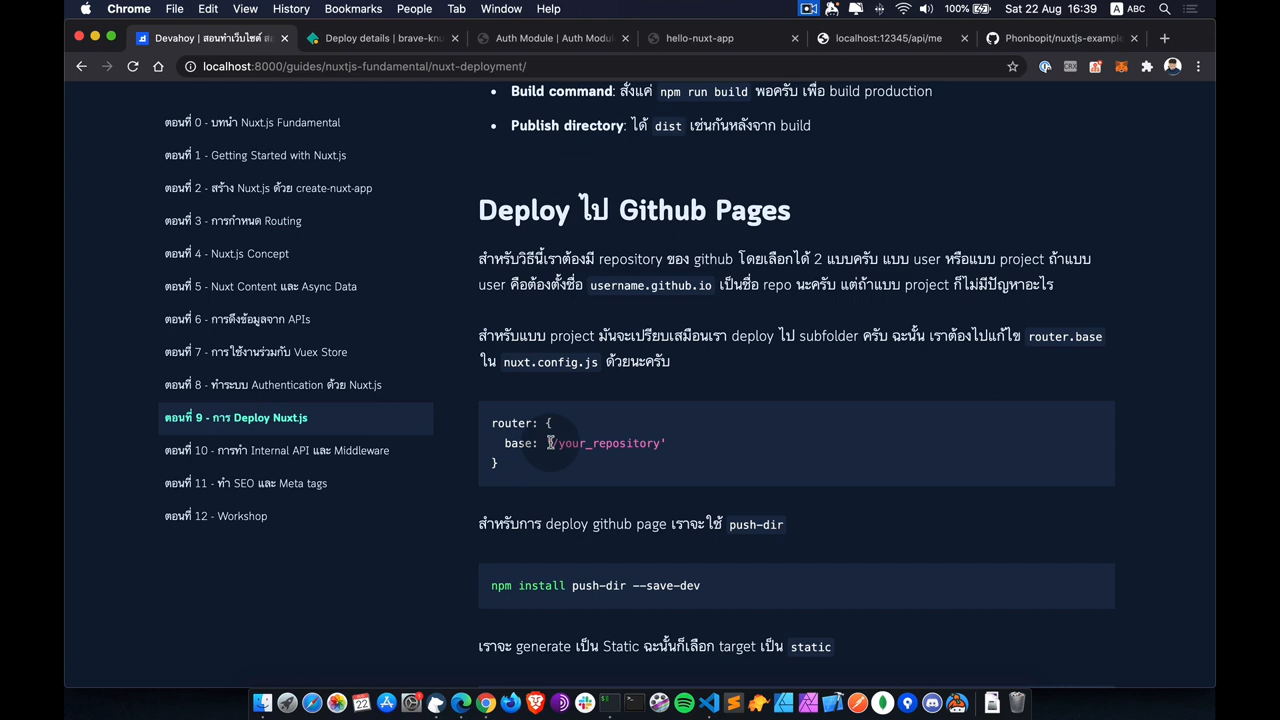 Chrome File Edit View History Bookmarks People Tab Window Help 100% Sat 22 Aug 16:39 A ABC
Devahoy | สอนทำเว็บไซต์ ส Deploy details | brave-kn Auth Module | Auth Modu hello-nuxt-app localhost:12345/api/me Phonbopit/nuxtjs-example
localhost:8000/guides/nuxtjs-fundamental/nuxt-deployment/
ตอนที่ 0 - บทนำ Nuxt.js Fundamental
ตอนที่ 1 - Getting Started with Nuxt.js
ตอนที่ 2 - สร้าง Nuxt.js ด้วย create-nuxt-app
ตอนที่ 3 - การกำหนด Routing
ตอนที่ 4 - Nuxt.js Concept
ตอนที่ 5 - Nuxt Content และ Async Data
ตอนที่ 6 - การดึงข้อมูลจาก APIs
ตอนที่ 7 - การใช้งานร่วมกับ Vuex Store
ตอนที่ 8 - ทำระบบ Authentication ด้วย Nuxt.js
ตอนที่ 9 - การ Deploy Nuxt.js
ตอนที่ 10 - การทำ Internal API และ Middleware
ตอนที่ 11 - ทำ SEO และ Meta tags
ตอนที่ 12 - Workshop
• Build command: สั่งแค่ npm run build พอครับ เพื่อ build production
• Publish directory: ได้ dist เช่นกันหลังจาก build
Deploy ไป Github Pages
สำหรับวิธีนี้เราต้องมี repository ของ github โดยเลือกได้ 2 แบบครับ แบบ user หรือแบบ project ถ้าแบบ
user คือต้องตั้งชื่อ username.github.io เป็นชื่อ repo นะครับ แต่ถ้าแบบ project ก็ไม่มีปัญหาอะไร
สำหรับแบบ project มันจะเปรียบเสมือนเรา deploy ไป subfolder ครับ ฉะนั้น เราต้องไปแก้ไข router.base
ใน nuxt.config.js ด้วยนะครับ
router: {
base: '/your_repository'
}
สำหรับการ deploy github page เราจะใช้ push-dir
npm install push-dir --save-dev
เราจะ generate เป็น Static ฉะนั้นก็เลือก target เป็น static